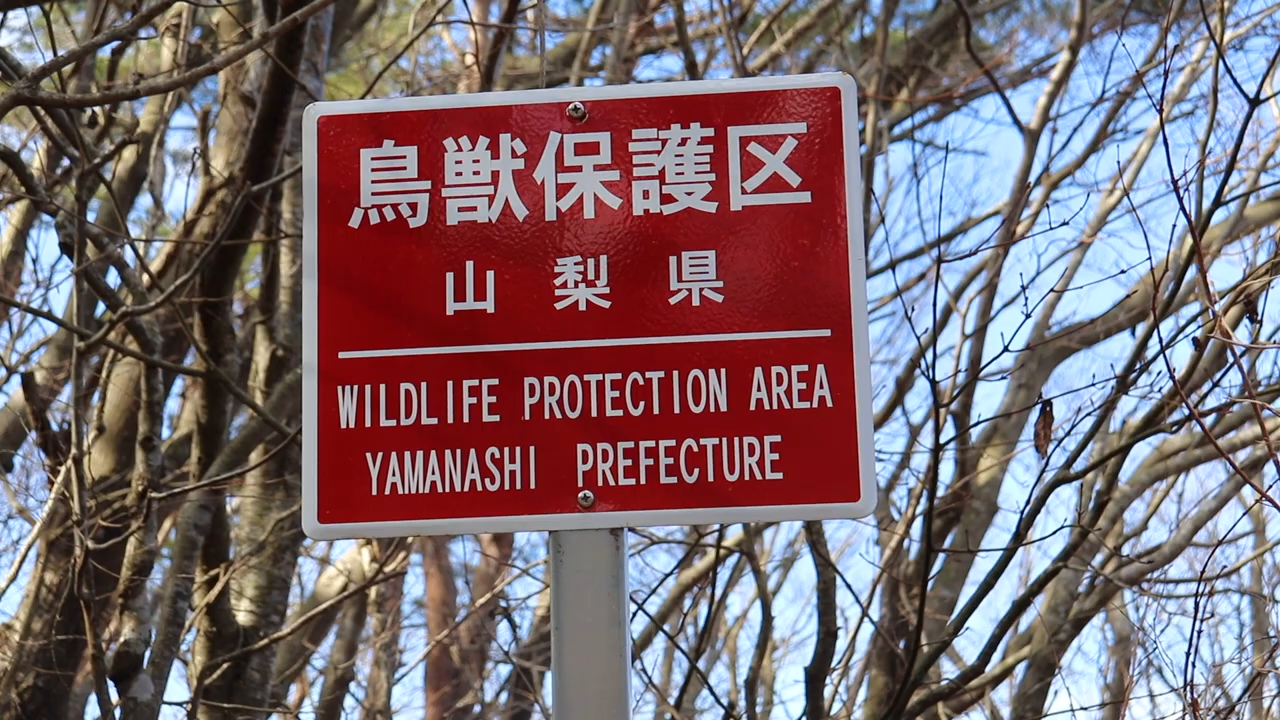 鳥獣保護区
山梨県
WILDLIFE PROTECTION AREA
YAMANASHI PREFECTURE